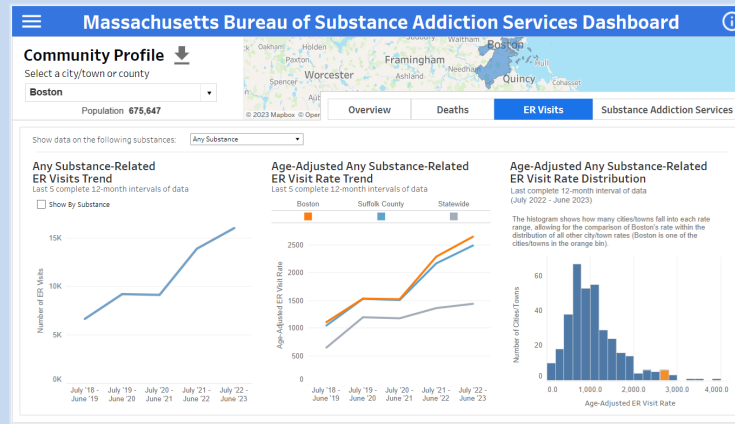 Massachusetts Bureau of Substance Addiction Services Dashboard
Community Profile
Select a city/town or county
Boston
Population 675,647
Oakham
Holden
Paxton
Spencer
Worcester
Framingham
Ashland
Sudbury
Waltham
Needham
Boston
Hull
Quincy
Cohasset
© 2023 Mapbox © Oper
Overview
Deaths
ER Visits
Substance Addiction Services
Show data on the following substances:
Any Substance
Any Substance-Related
ER Visits Trend
Last 5 complete 12-month intervals of data
Show By Substance
Number of ER Visits
15K
10K
5K
0K
July '18 - July '19 - July '20 - July '21 - July '22 -
June '19 June '20 June '21 June '22 June '23
Age-Adjusted Any Substance-Related
ER Visit Rate Trend
Last 5 complete 12-month intervals of data
Boston Suffolk County Statewide
Age-Adjusted ER Visit Rate
2500
2000
1500
1000
500
0
July '18 - July '19 - July '20 - July '21 - July '22 -
June '19 June '20 June '21 June '22 June '23
Age-Adjusted Any Substance-Related
ER Visit Rate Distribution
Last complete 12-month interval of data
(July 2022 - June 2023)
The histogram shows how many cities/towns fall into each rate
range, allowing for the comparison of Boston's rate within the
distribution of all other city/town rates (Boston is one of the
cities/towns in the orange bin).
Number of Cities/Towns
60
40
20
0
0.0 1,000.0 2,000.0 3,000.0 4,000.0
Age-Adjusted ER Visit Rate